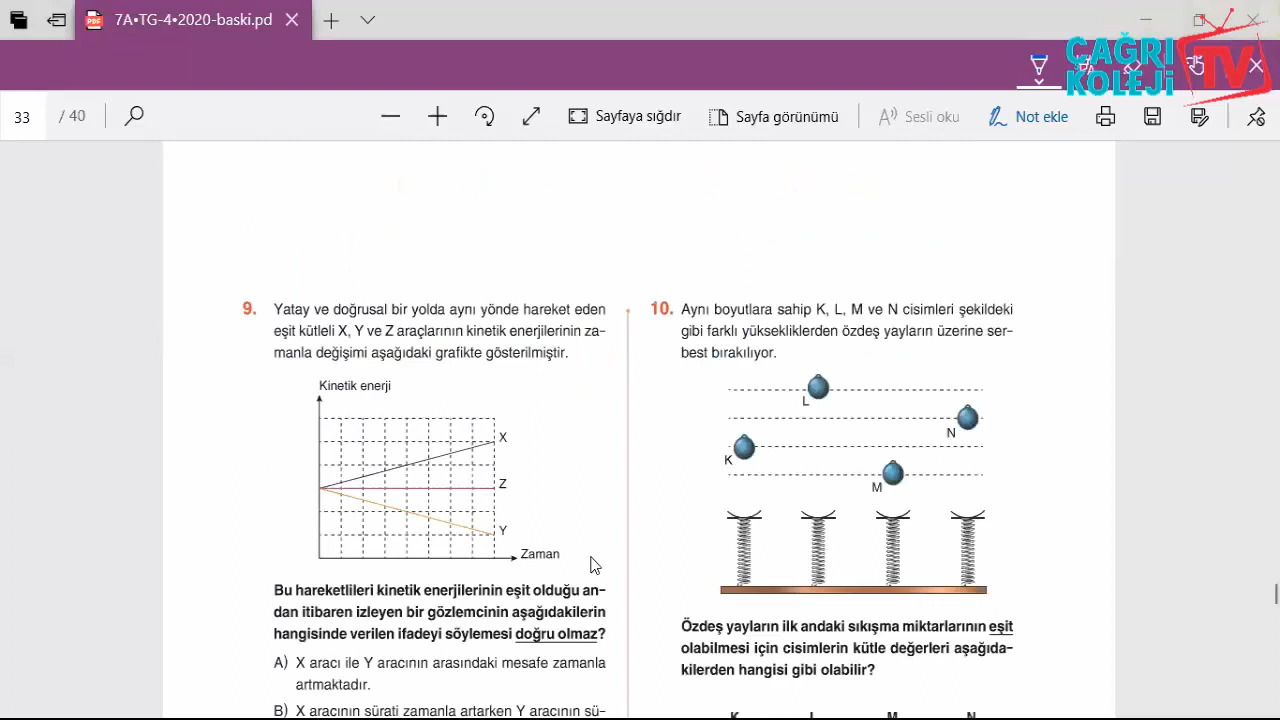 7A•TG-4•2020-baski.pd
ÇAĞRI
KOLEJİ
TV
33 / 40
Sayfaya sığdır
Sayfa görünümü
Sesli oku
Not ekle
9. Yatay ve doğrusal bir yolda aynı yönde hareket eden
eşit kütleli X, Y ve Z araçlarının kinetik enerjilerinin za-
manla değişimi aşağıdaki grafikte gösterilmiştir.
Kinetik enerji
X
Z
Y
Zaman
Bu hareketlileri kinetik enerjilerinin eşit olduğu an-
dan itibaren izleyen bir gözlemcinin aşağıdakilerin
hangisinde verilen ifadeyi söylemesi doğru olmaz?
A) X aracı ile Y aracının arasındaki mesafe zamanla
artmaktadır.
B) X aracının sürati zamanla artarken Y aracının sü-
10. Aynı boyutlara sahip K, L, M ve N cisimleri şekildeki
gibi farklı yüksekliklerden özdeş yayların üzerine ser-
best bırakılıyor.
L
N
K
M
Özdeş yayların ilk andaki sıkışma miktarlarının eşit
olabilmesi için cisimlerin kütle değerleri aşağıda-
kilerden hangisi gibi olabilir?
K L M N